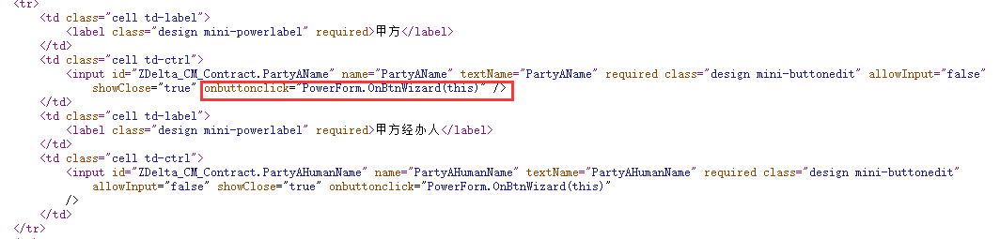 <tr>
<td class="cell td-label">
<label class="design mini-powerlabel" required>甲方</label>
</td>
<td class="cell td-ctrl">
<input id="ZDelta_CM_Contract.PartyAName" name="PartyAName" textName="PartyAName" required class="design mini-buttonedit" allowInput="false"
showClose="true" onbuttonclick="PowerForm.OnBtnWizard(this)" />
</td>
<td class="cell td-label">
<label class="design mini-powerlabel" required>甲方经办人</label>
</td>
<td class="cell td-ctrl">
<input id="ZDelta_CM_Contract.PartyAHumanName" name="PartyAHumanName" textName="PartyAHumanName" required class="design mini-buttonedit"
allowInput="false" showClose="true" onbuttonclick="PowerForm.OnBtnWizard(this)"
/>
</td>
</tr>